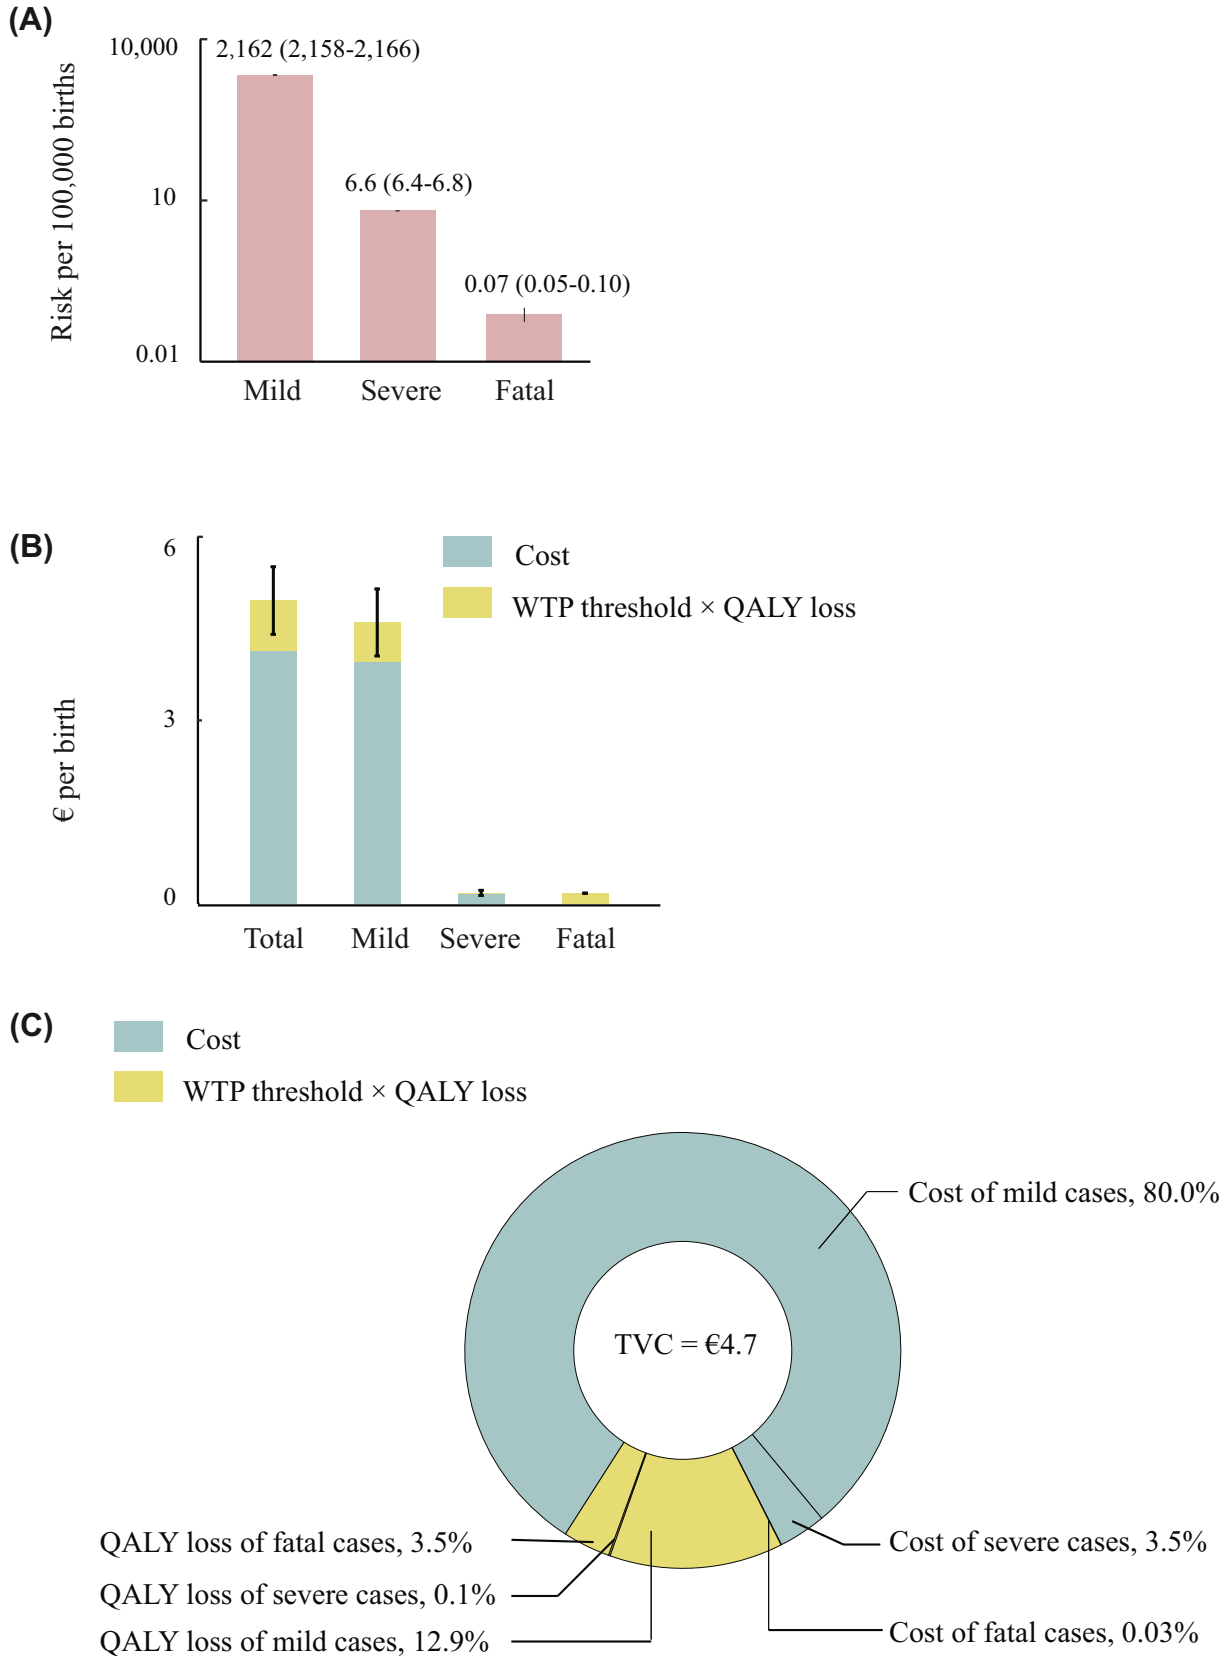 (A)
10,000
10
0.01
Risk per 100,000 births
2,162 (2,158-2,166)
6.6 (6.4-6.8)
0.07 (0.05-0.10)
Mild
Severe
Fatal
(B)
6
3
0
€ per birth
Cost
WTP threshold × QALY loss
Total
Mild
Severe
Fatal
(C)
Cost
WTP threshold × QALY loss
Cost of mild cases, 80.0%
TVC = €4.7
QALY loss of fatal cases, 3.5%
Cost of severe cases, 3.5%
QALY loss of severe cases, 0.1%
QALY loss of mild cases, 12.9%
Cost of fatal cases, 0.03%